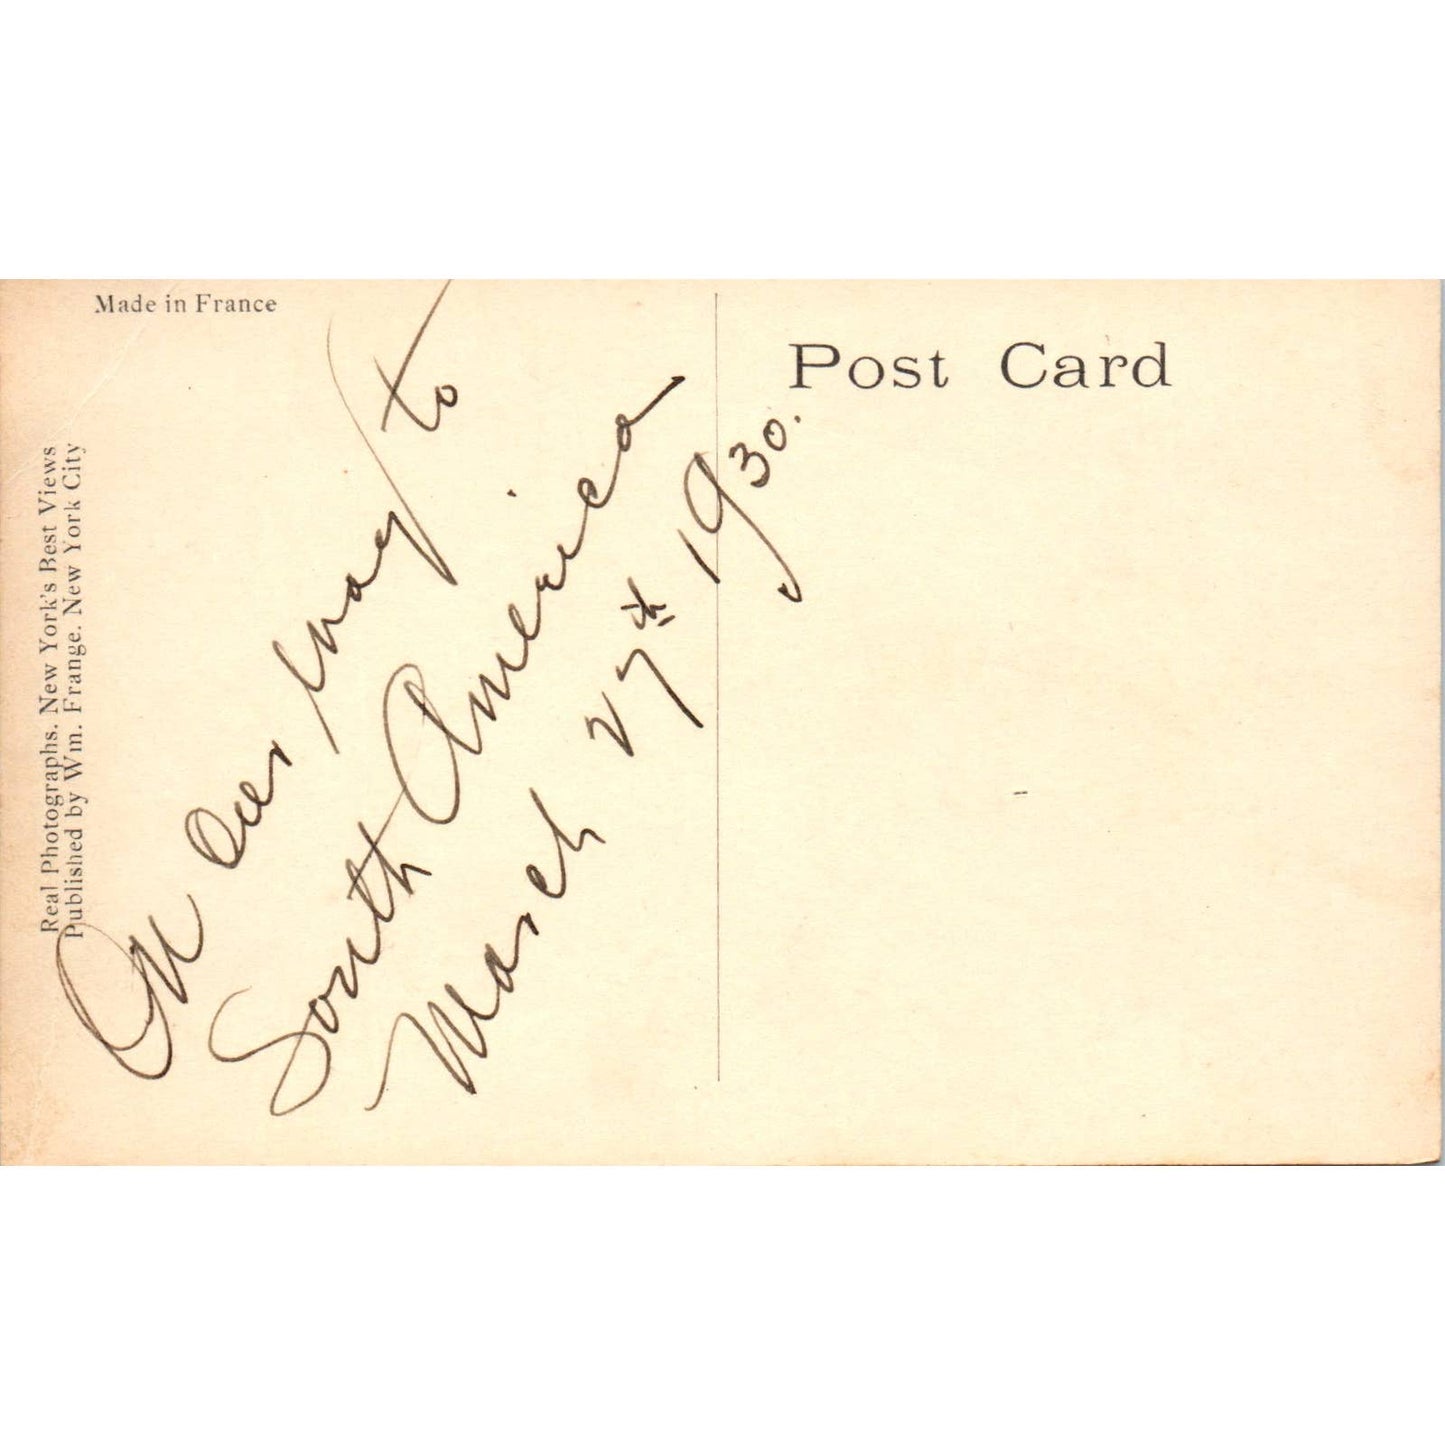 Made in France
Real Photographs. New York's Best Views
Published by Wm. Frange. New York City
On our way to
South America
March 27th 1930.
Post Card